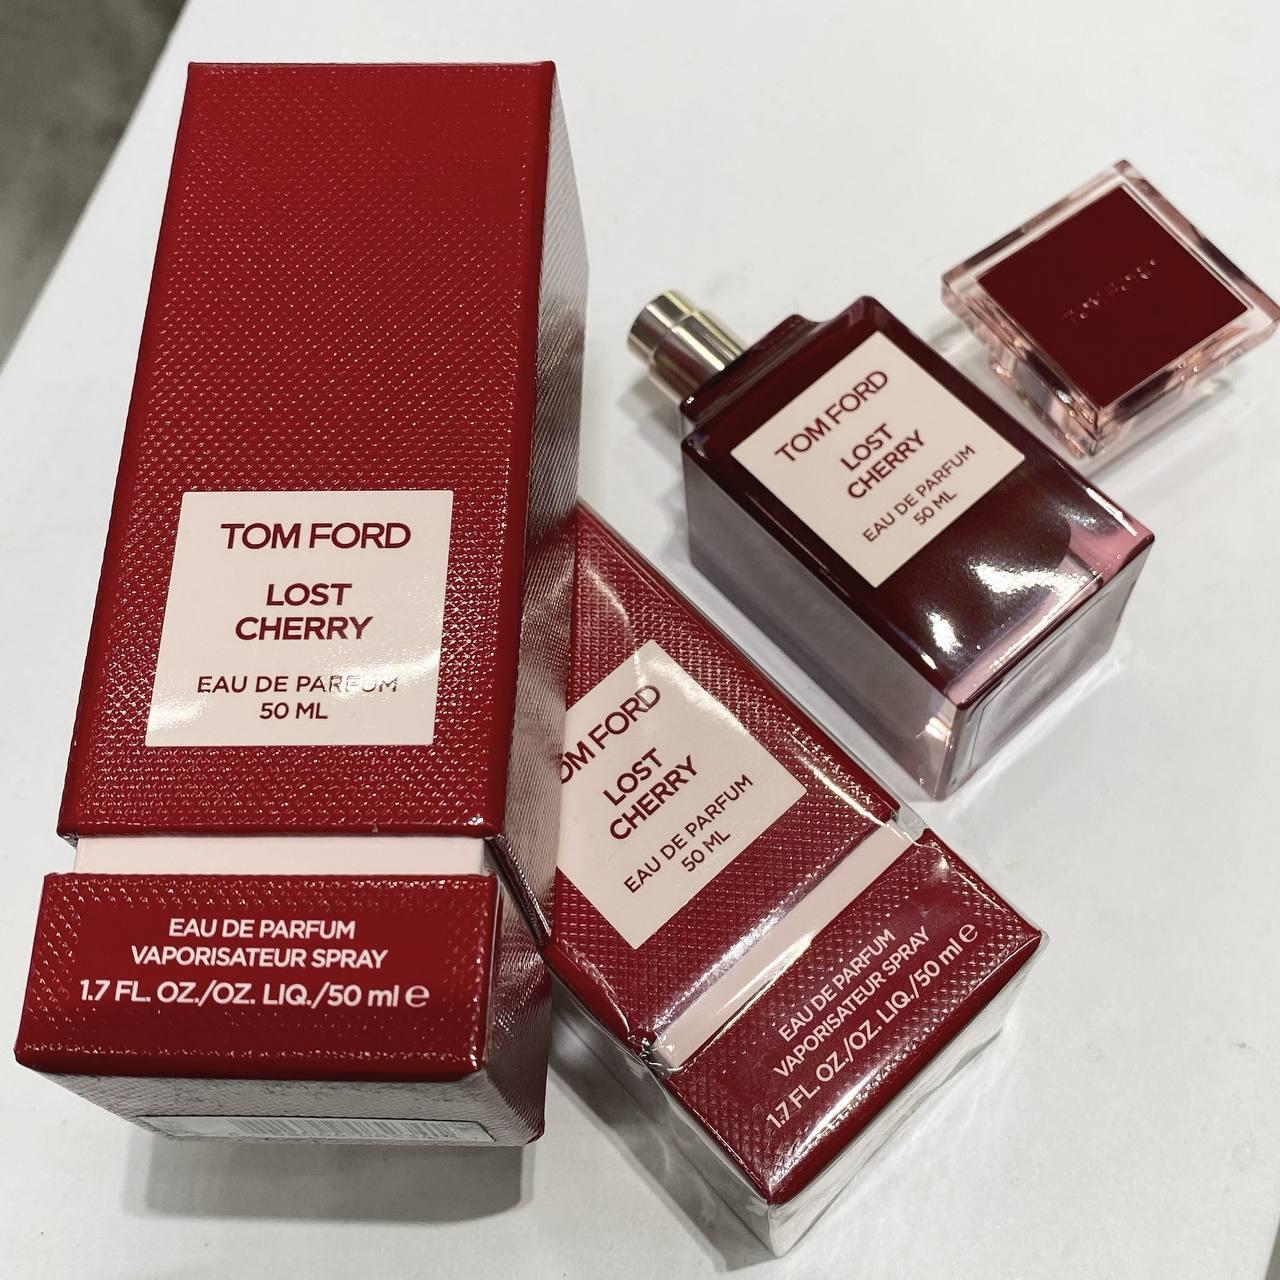 TOM FORD
LOST
CHERRY
EAU DE PARFUM
50 ML
EAU DE PARFUM
VAPORISATEUR SPRAY
1.7 FL. OZ./OZ. LIQ./50 ml ℮
TOM FORD
LOST
CHERRY
EAU DE PARFUM
50 ML
TOM FORD
OM FORD
LOST
CHERRY
EAU DE PARFUM
50 ML
EAU DE PARFUM
VAPORISATEUR SPRAY
1.7 FL. OZ./OZ. LIQ./50 ml ℮